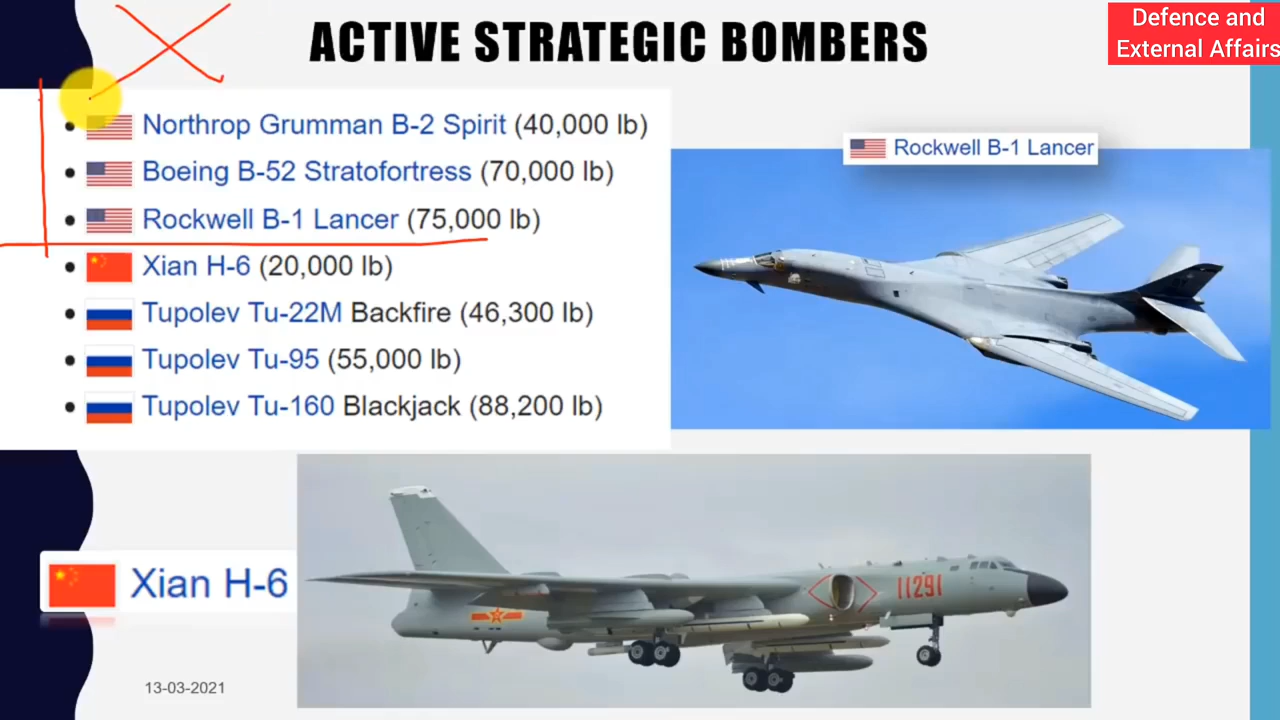 ACTIVE STRATEGIC BOMBERS
Defence and
External Affairs
Northrop Grumman B-2 Spirit (40,000 lb)
Boeing B-52 Stratofortress (70,000 lb)
Rockwell B-1 Lancer (75,000 lb)
Xian H-6 (20,000 lb)
Tupolev Tu-22M Backfire (46,300 lb)
Tupolev Tu-95 (55,000 lb)
Tupolev Tu-160 Blackjack (88,200 lb)
Rockwell B-1 Lancer
Xian H-6
11291
13-03-2021